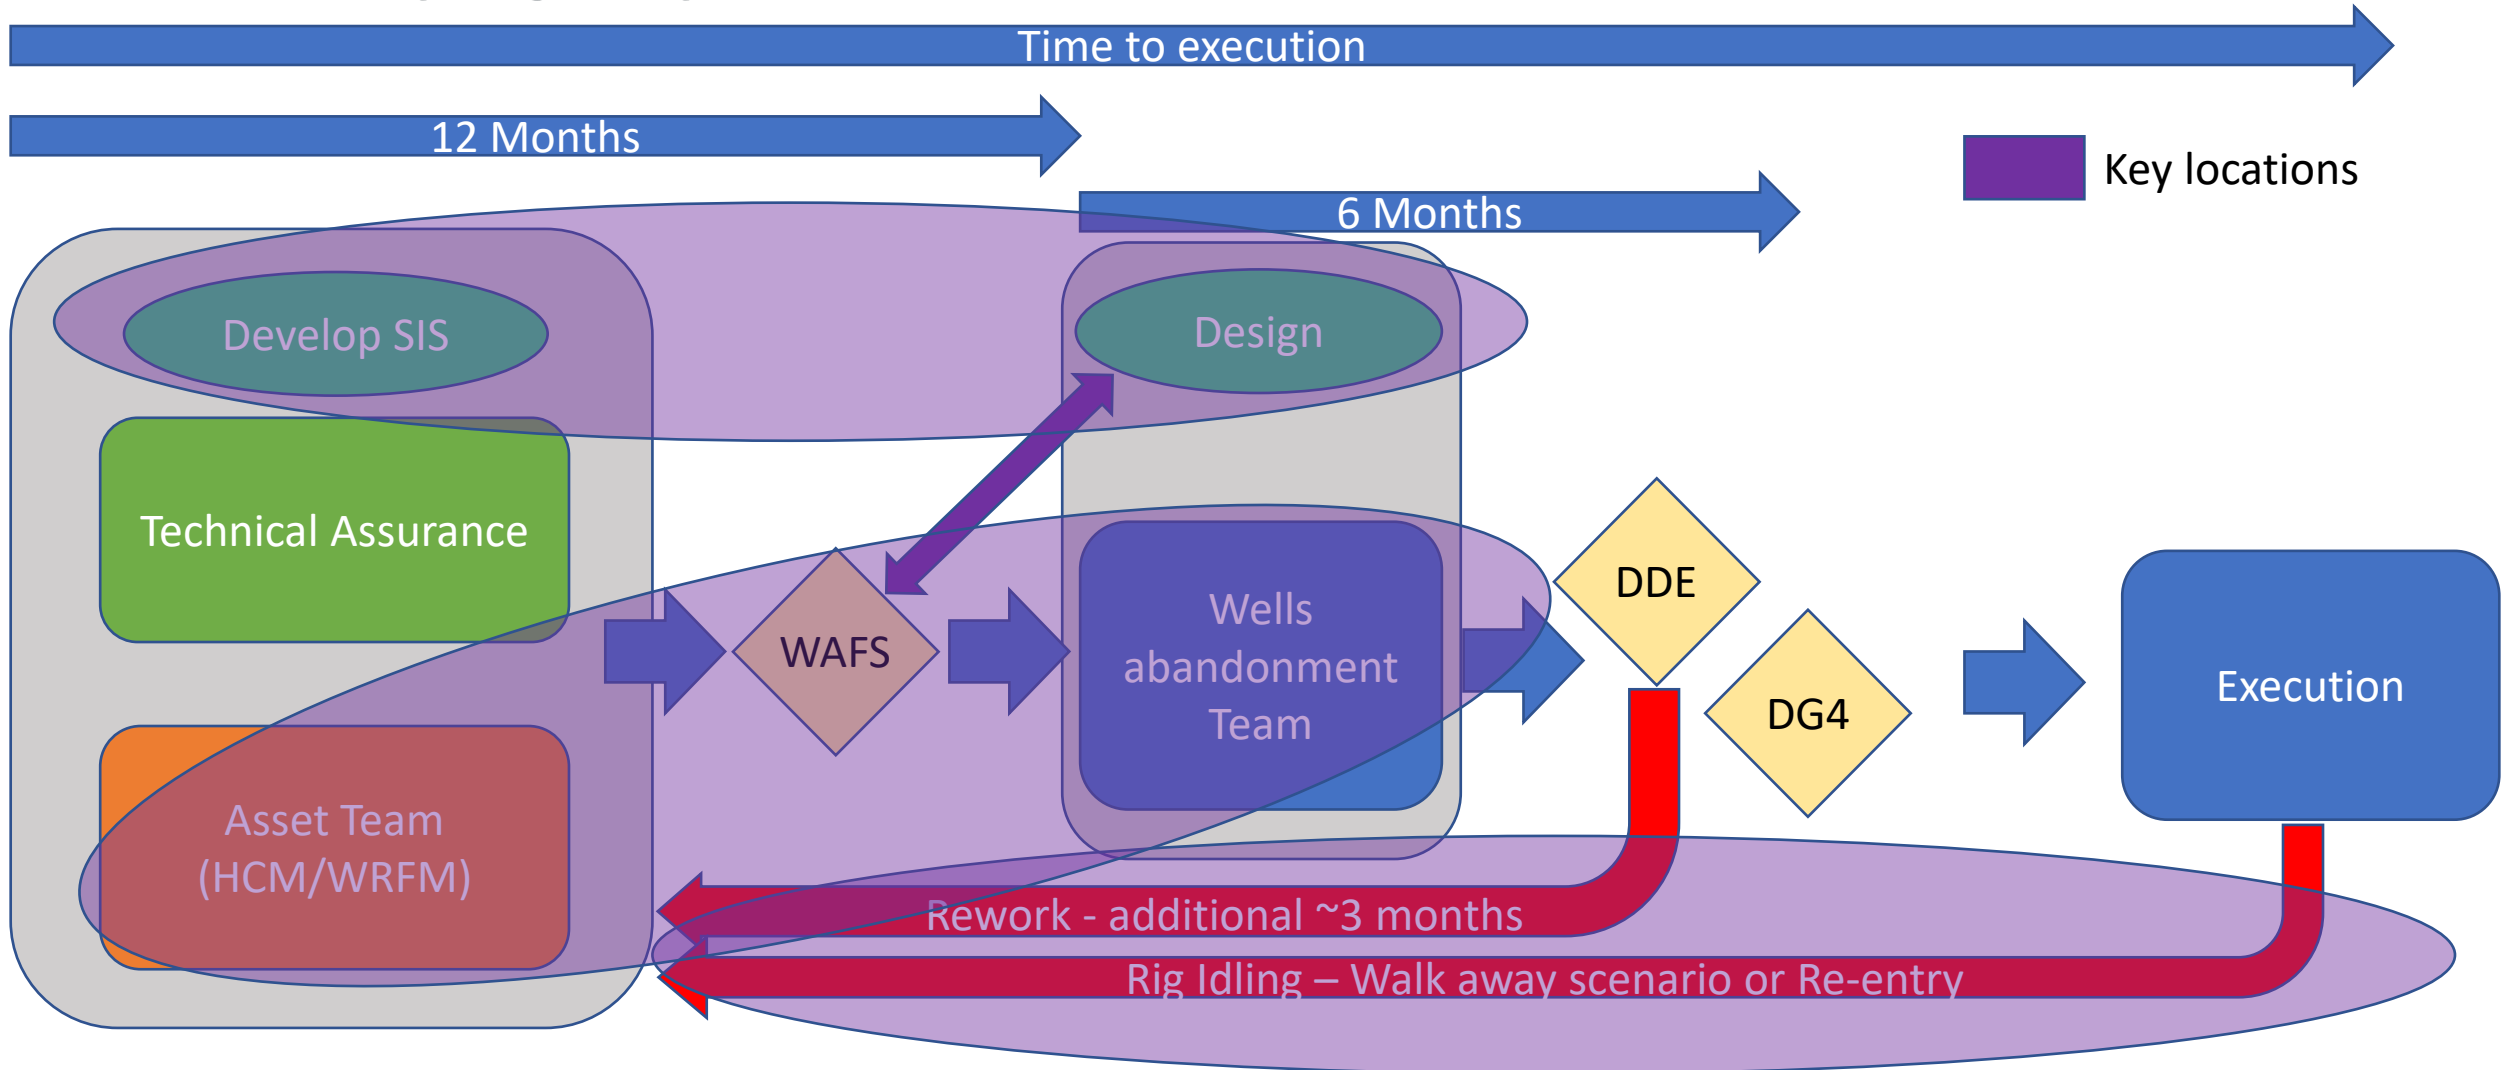 Time to execution
12 Months
Key locations
6 Months
Develop SIS
Design
Technical Assurance
DDE
Wells
abandonment
Team
WAFS
DG4
Execution
Asset Team
(HCM/WRFM)
Rework - additional ~3 months
Rig Idling – Walk away scenario or Re-entry